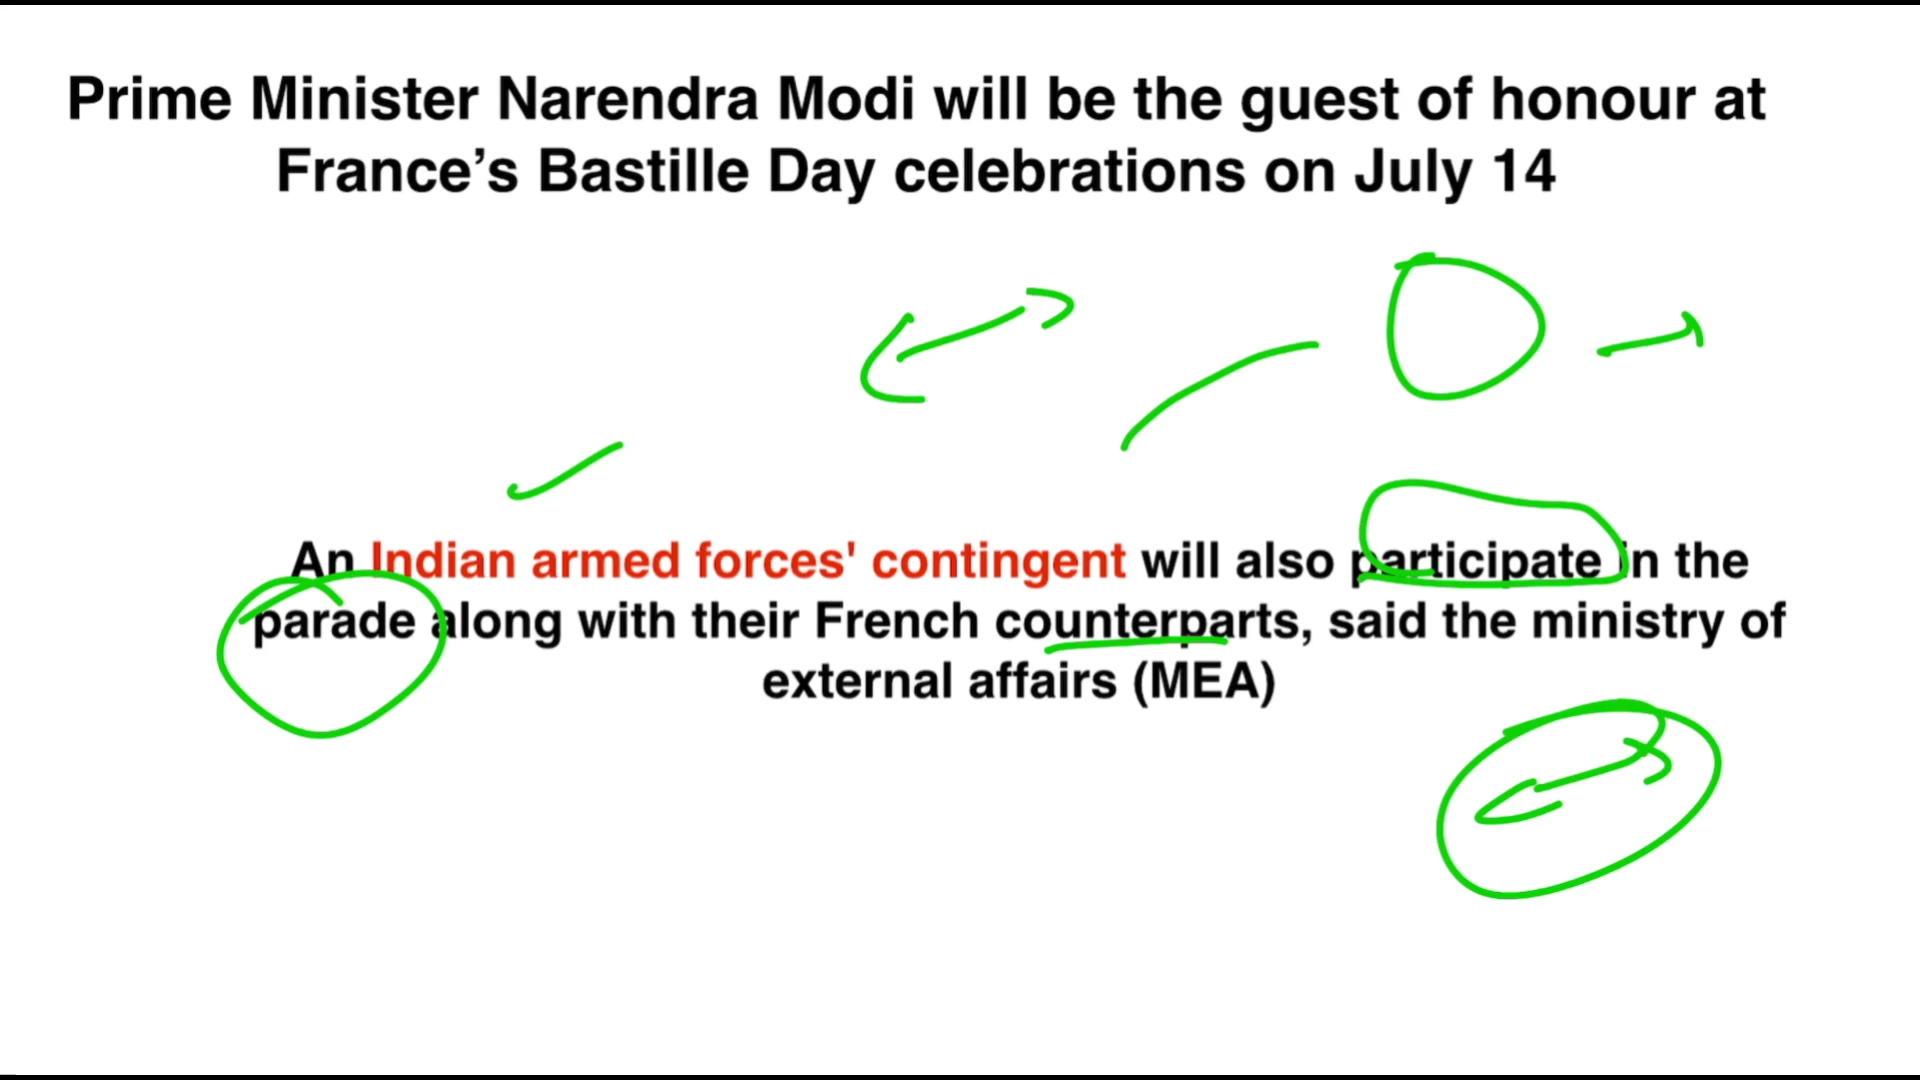 Prime Minister Narendra Modi will be the guest of honour at
France’s Bastille Day celebrations on July 14
An Indian armed forces' contingent will also participate in the
parade along with their French counterparts, said the ministry of
external affairs (MEA)